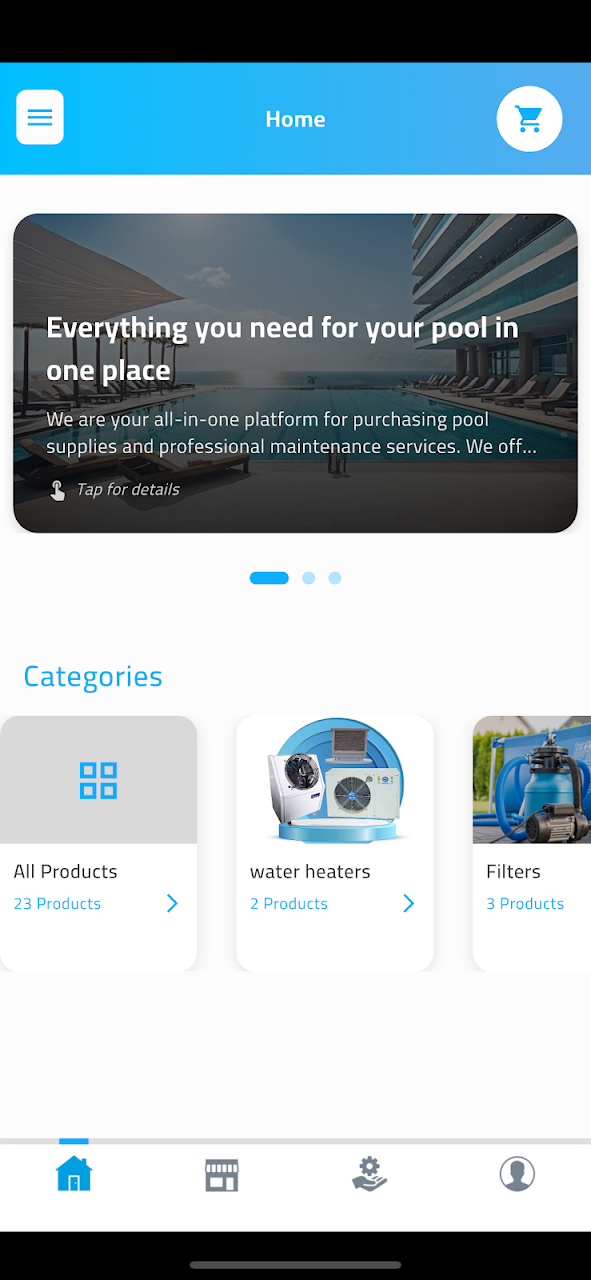 Home
Everything you need for your pool in
one place
We are your all-in-one platform for purchasing pool
supplies and professional maintenance services. We off...
Tap for details
Categories
All Products
23 Products
water heaters
2 Products
Filters
3 Products